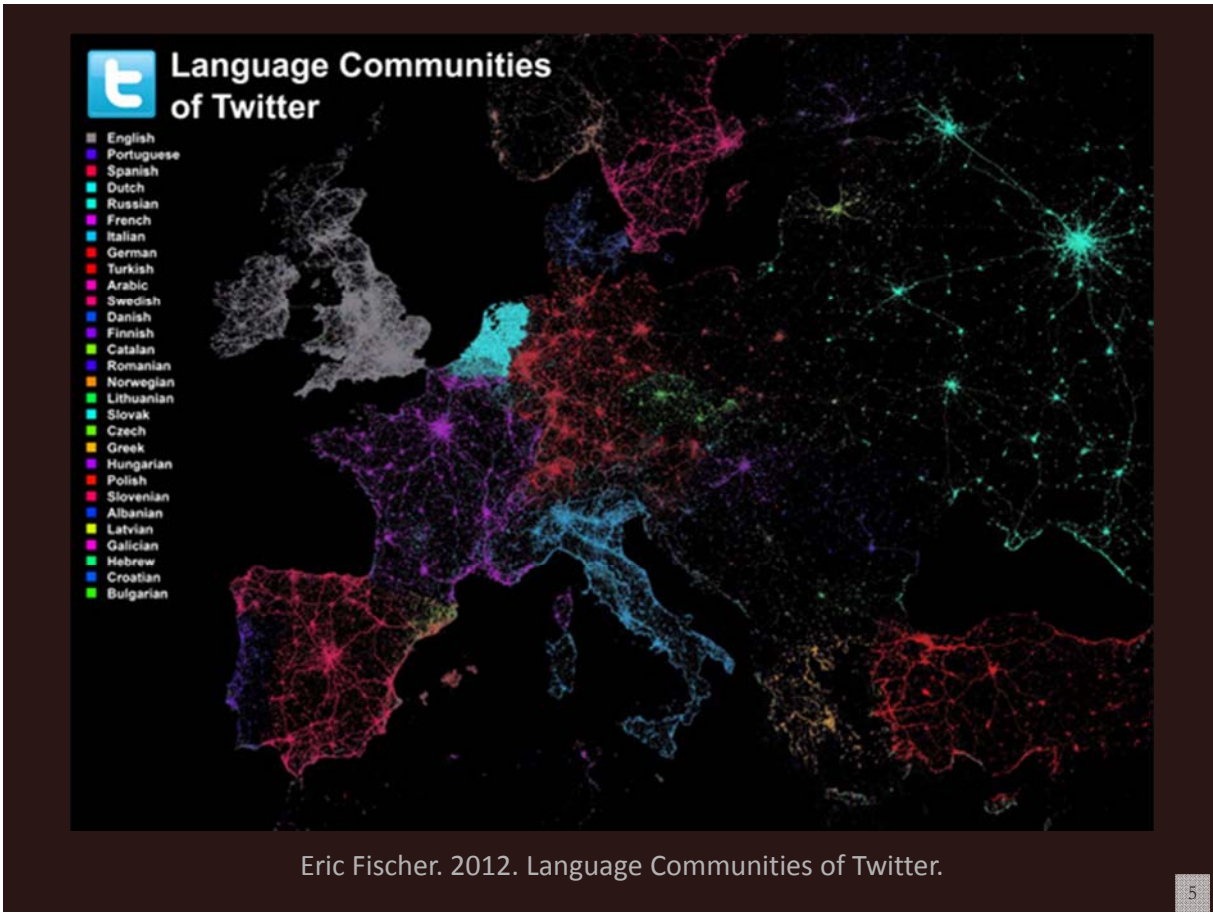 Language Communities
of Twitter
English
Portuguese
Spanish
Dutch
Russian
French
Italian
German
Turkish
Arabic
Swedish
Danish
Finnish
Catalan
Romanian
Norwegian
Lithuanian
Slovak
Czech
Greek
Hungarian
Polish
Slovenian
Albanian
Latvian
Galician
Hebrew
Croatian
Bulgarian
Eric Fischer. 2012. Language Communities of Twitter.
5